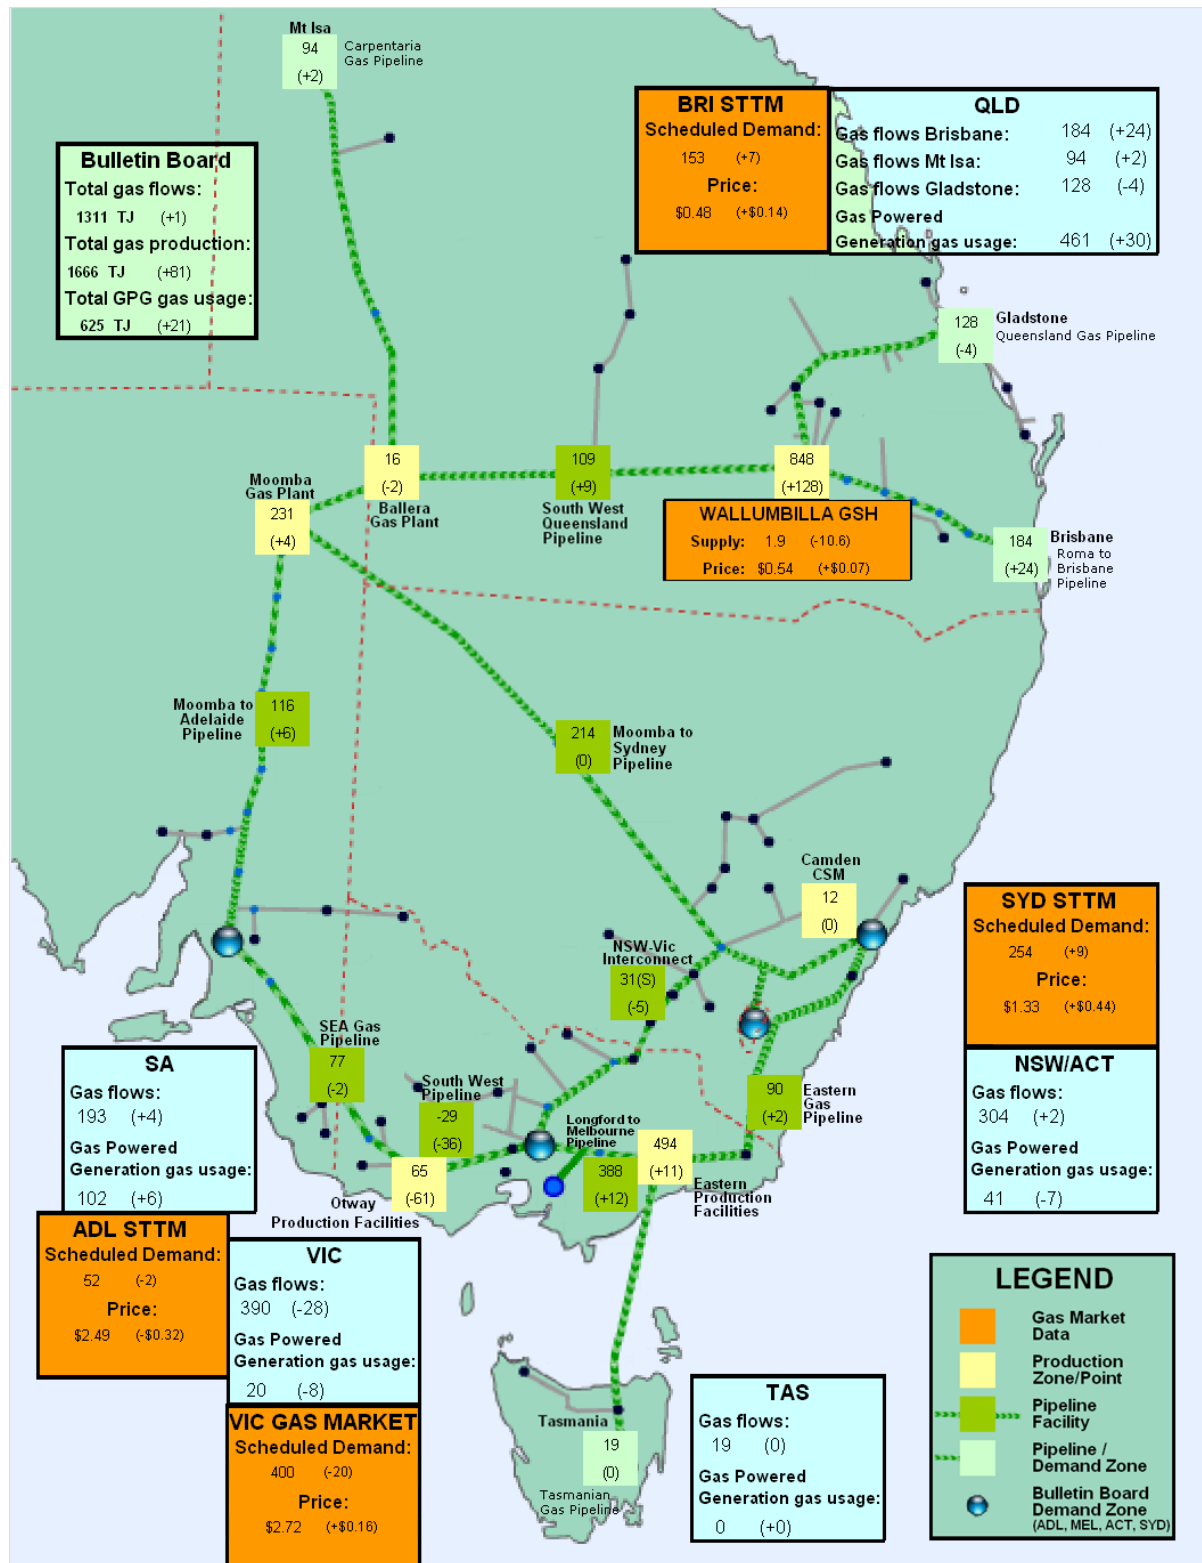 Mt Isa
94
(+2)
Carpentaria
Gas Pipeline
Bulletin Board
Total gas flows:
1311 TJ (+1)
Total gas production:
1666 TJ (+81)
Total GPG gas usage:
625 TJ (+21)
BRI STTM
Scheduled Demand:
153 (+7)
Price:
$0.48 (+$0.14)
QLD
Gas flows Brisbane: 184 (+24)
Gas flows Mt Isa: 94 (+2)
Gas flows Gladstone: 128 (-4)
Gas Powered
Generation gas usage: 461 (+30)
128
(-4)
Gladstone
Queensland Gas Pipeline
Moomba
Gas Plant
231
(+4)
16
(-2)
Ballera
Gas Plant
109
(+9)
South West
Queensland
Pipeline
848
(+128)
WALLUMBILLA GSH
Supply: 1.9 (-10.6)
Price: $0.54 (+$0.07)
184
(+24)
Brisbane
Roma to
Brisbane
Pipeline
Moomba to
Adelaide
Pipeline
116
(+6)
214
(0)
Moomba to
Sydney
Pipeline
Camden
CSM
12
(0)
NSW-Vic
Interconnect
31(S)
(-5)
SYD STTM
Scheduled Demand:
254 (+9)
Price:
$1.33 (+$0.44)
NSW/ACT
Gas flows:
304 (+2)
Gas Powered
Generation gas usage:
41 (-7)
SEA Gas
Pipeline
77
(-2)
South West
Pipeline
-29
(-36)
Longford to
Melbourne
Pipeline
388
(+12)
494
(+11)
Eastern
Production
Facilities
90
(+2)
Eastern
Gas
Pipeline
65
(-61)
Otway
Production Facilities
SA
Gas flows:
193 (+4)
Gas Powered
Generation gas usage:
102 (+6)
ADL STTM
Scheduled Demand:
52 (-2)
Price:
$2.49 (-$0.32)
VIC
Gas flows:
390 (-28)
Gas Powered
Generation gas usage:
20 (-8)
VIC GAS MARKET
Scheduled Demand:
400 (-20)
Price:
$2.72 (+$0.16)
Tasmania
19
(0)
Tasmanian
Gas Pipeline
TAS
Gas flows:
19 (0)
Gas Powered
Generation gas usage:
0 (+0)
LEGEND
Gas Market
Data
Production
Zone/Point
Pipeline
Facility
Pipeline /
Demand Zone
Bulletin Board
Demand Zone
(ADL, MEL, ACT, SYD)